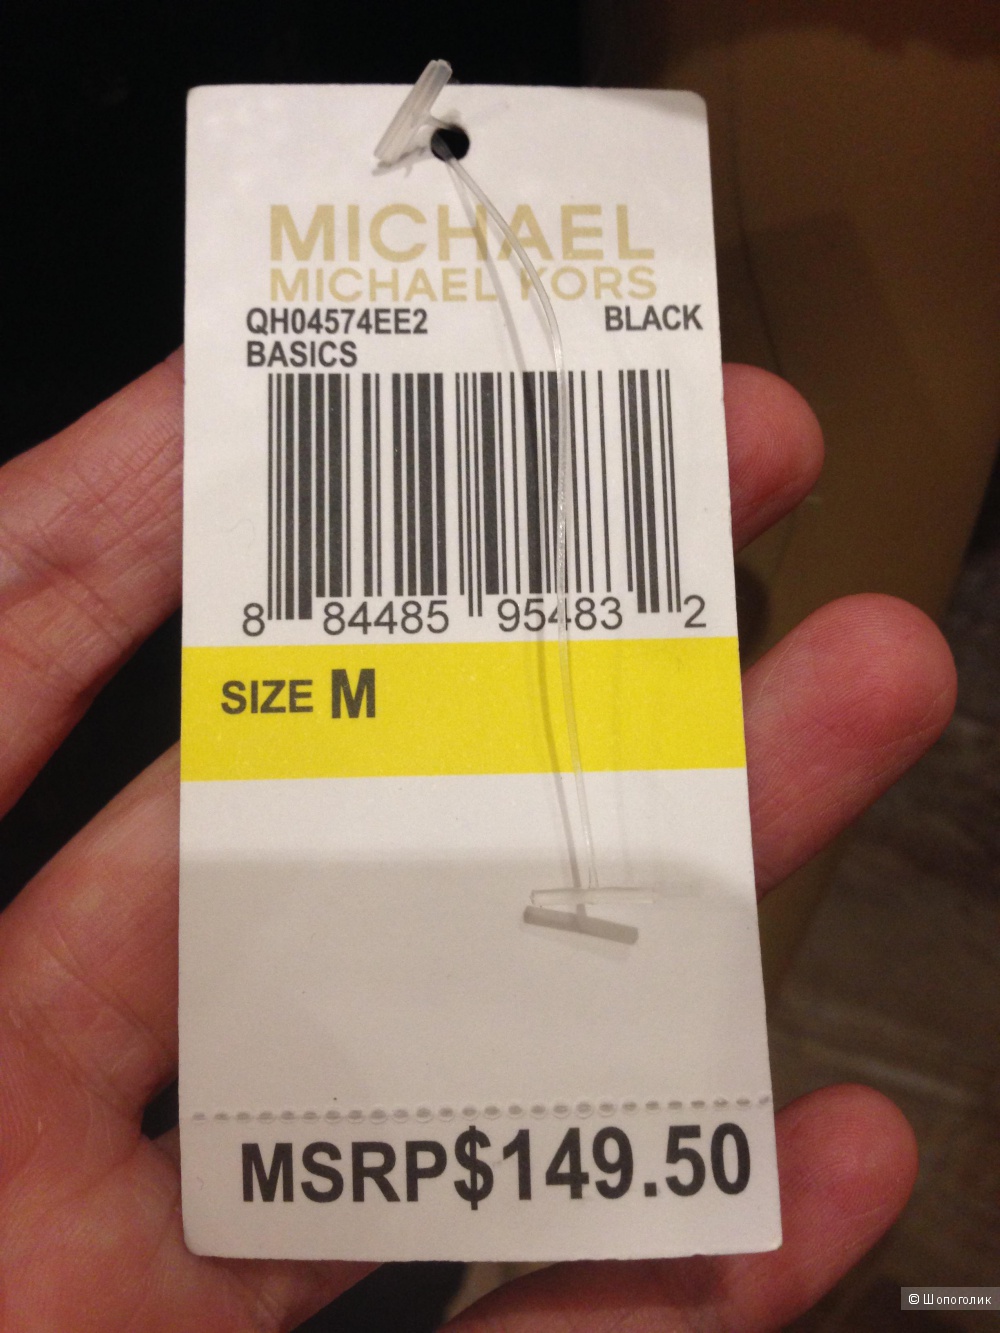 MICHAEL
MICHAEL KORS
QH04574EE2 BLACK
BASICS
8 84485 95483 2
SIZE M
MSRP$149.50
© Шопоголик